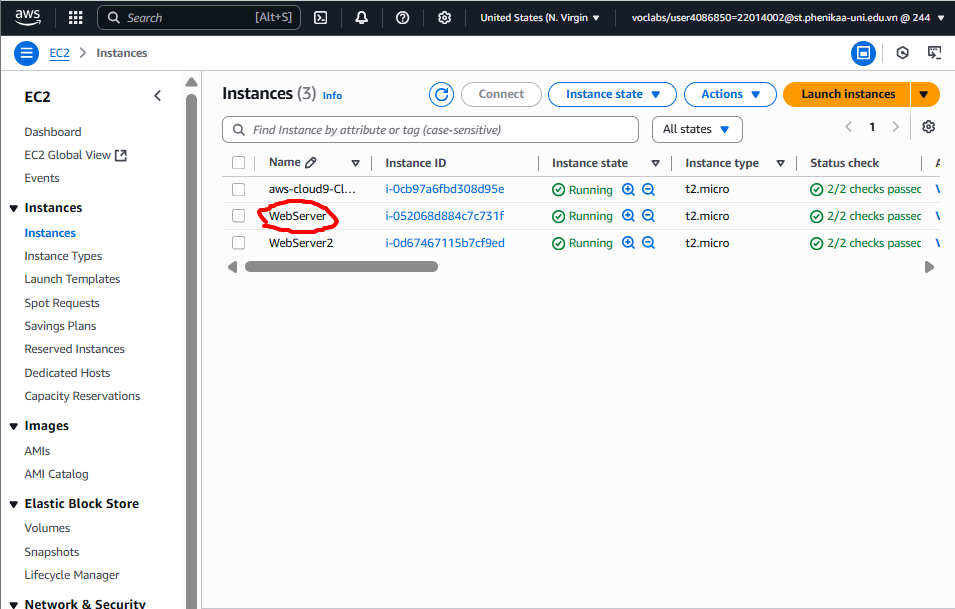 aws Search [Alt+S] United States (N. Virgin voclabs/user4086850=22014002@st.phenikaa-uni.edu.vn @ 244
EC2 Instances
EC2
Dashboard
EC2 Global View
Events
Instances
Instances
Instance Types
Launch Templates
Spot Requests
Savings Plans
Reserved Instances
Dedicated Hosts
Capacity Reservations
Images
AMIs
AMI Catalog
Elastic Block Store
Volumes
Snapshots
Lifecycle Manager
Network & Security
Instances (3) Info Connect Instance state Actions Launch instances
Find Instance by attribute or tag (case-sensitive) All states 1
Name Instance ID Instance state Instance type Status check
aws-cloud9-Cl... i-0cb97a6fbd308d95e Running t2.micro 2/2 checks passed
WebServer i-052068d884c7c731f Running t2.micro 2/2 checks passed
WebServer2 i-0d67467115b7cf9ed Running t2.micro 2/2 checks passed